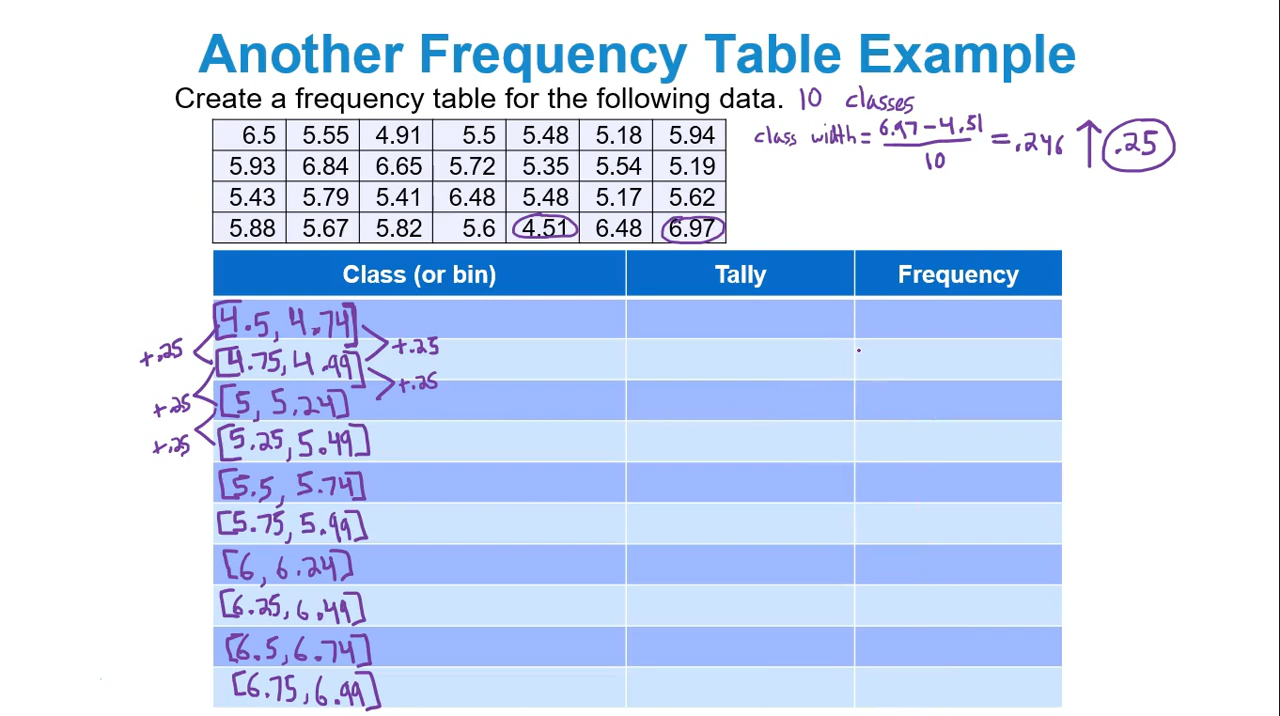 Another Frequency Table Example
Create a frequency table for the following data. 10 classes
class width = 6.97 - 4.51 / 10 = .246 ↑ .25
6.5 5.55 4.91 5.5 5.48 5.18 5.94
5.93 6.84 6.65 5.72 5.35 5.54 5.19
5.43 5.79 5.41 6.48 5.48 5.17 5.62
5.88 5.67 5.82 5.6 4.51 6.48 6.97
Class (or bin) Tally Frequency
[4.5, 4.74]
+.25 +.25
[4.75, 4.99]
+.25
+.25 [5, 5.24]
+.25 [5.25, 5.49]
[5.5, 5.74]
[5.75, 5.99]
[6, 6.24]
[6.25, 6.49]
[6.5, 6.74]
[6.75, 6.99]